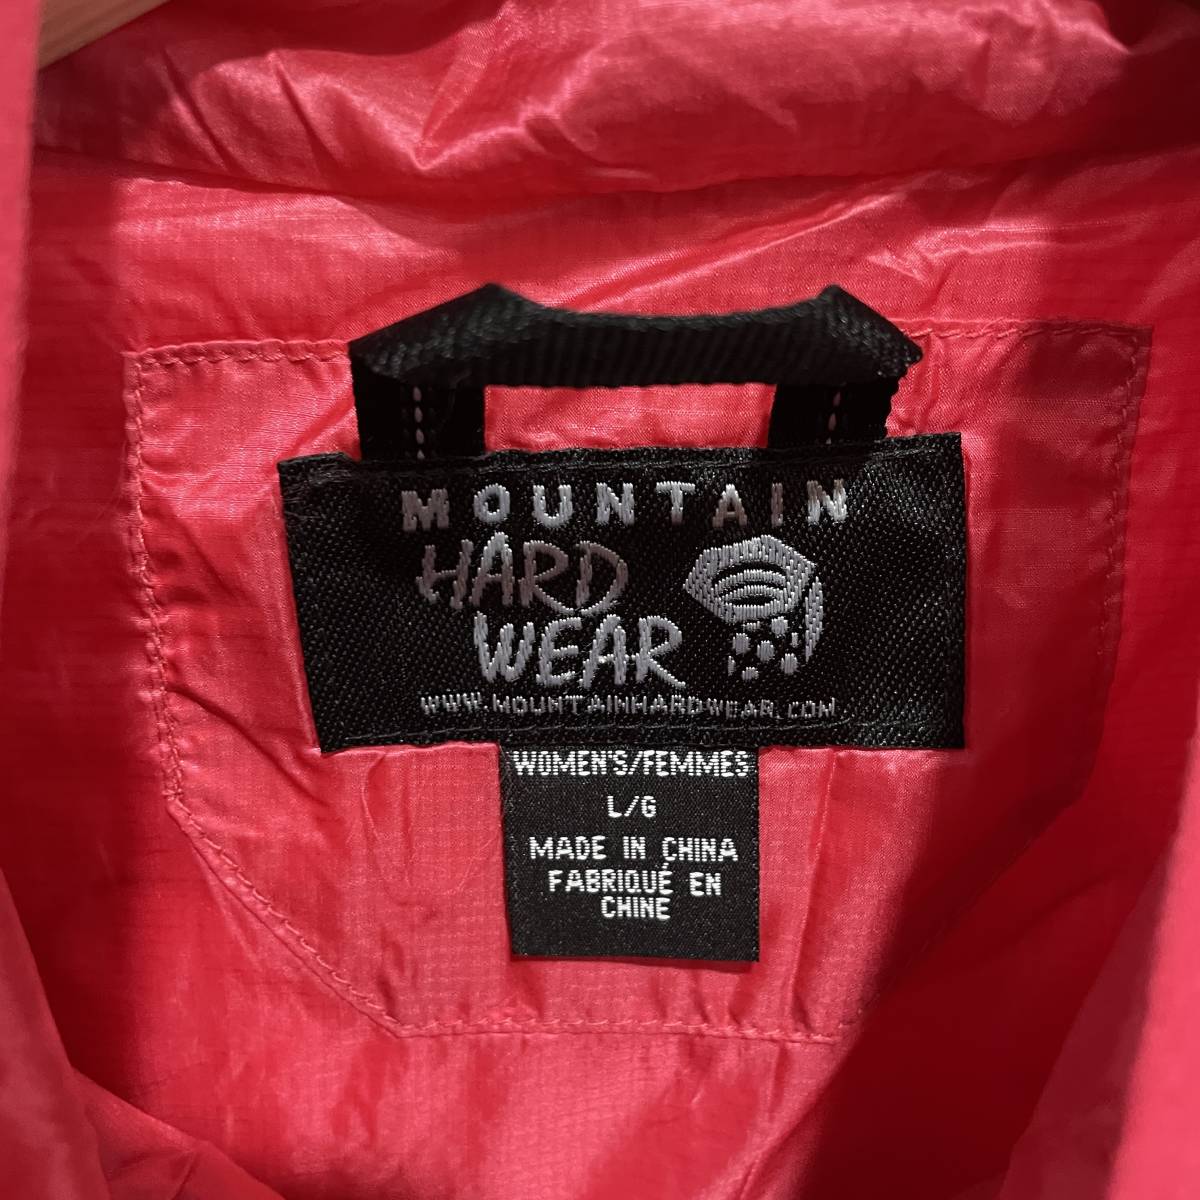 MOUNTAIN
HARD
WEAR
WWW.MOUNTAINHARDWEAR.COM
WOMEN'S/FEMMES
L/G
MADE IN CHINA
FABRIQUÉ EN
CHINE